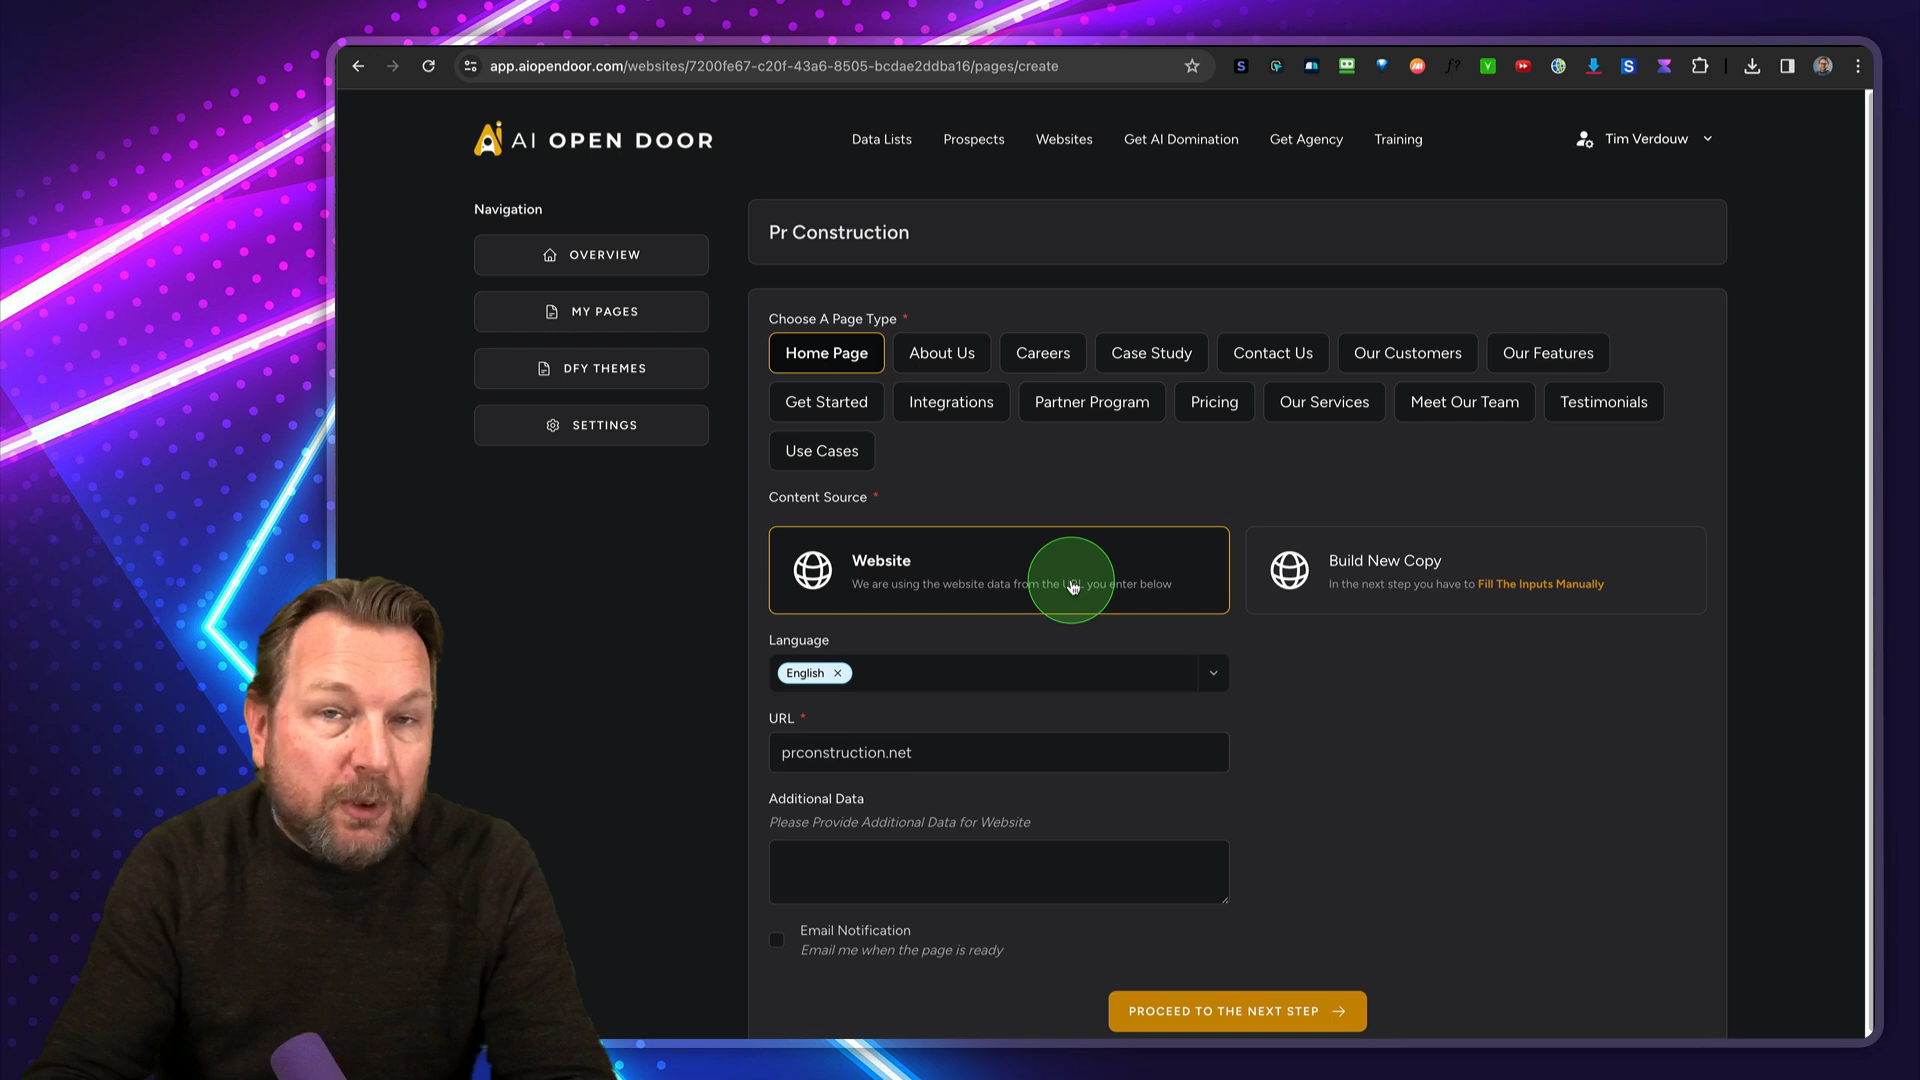 app.aiopendoor.com/websites/7200fe67-c20f-43a6-8505-bcdae2ddba16/pages/create
AI OPEN DOOR
Data Lists Prospects Websites Get AI Domination Get Agency Training
Tim Verdouw
Navigation
OVERVIEW
MY PAGES
DFY THEMES
SETTINGS
Pr Construction
Choose A Page Type *
Home Page About Us Careers Case Study Contact Us Our Customers Our Features
Get Started Integrations Partner Program Pricing Our Services Meet Our Team Testimonials
Use Cases
Content Source *
Website
We are using the website data from the URL you enter below
Build New Copy
In the next step you have to Fill The Inputs Manually
Language
English ×
URL *
prconstruction.net
Additional Data
Please Provide Additional Data for Website
Email Notification
Email me when the page is ready
PROCEED TO THE NEXT STEP →